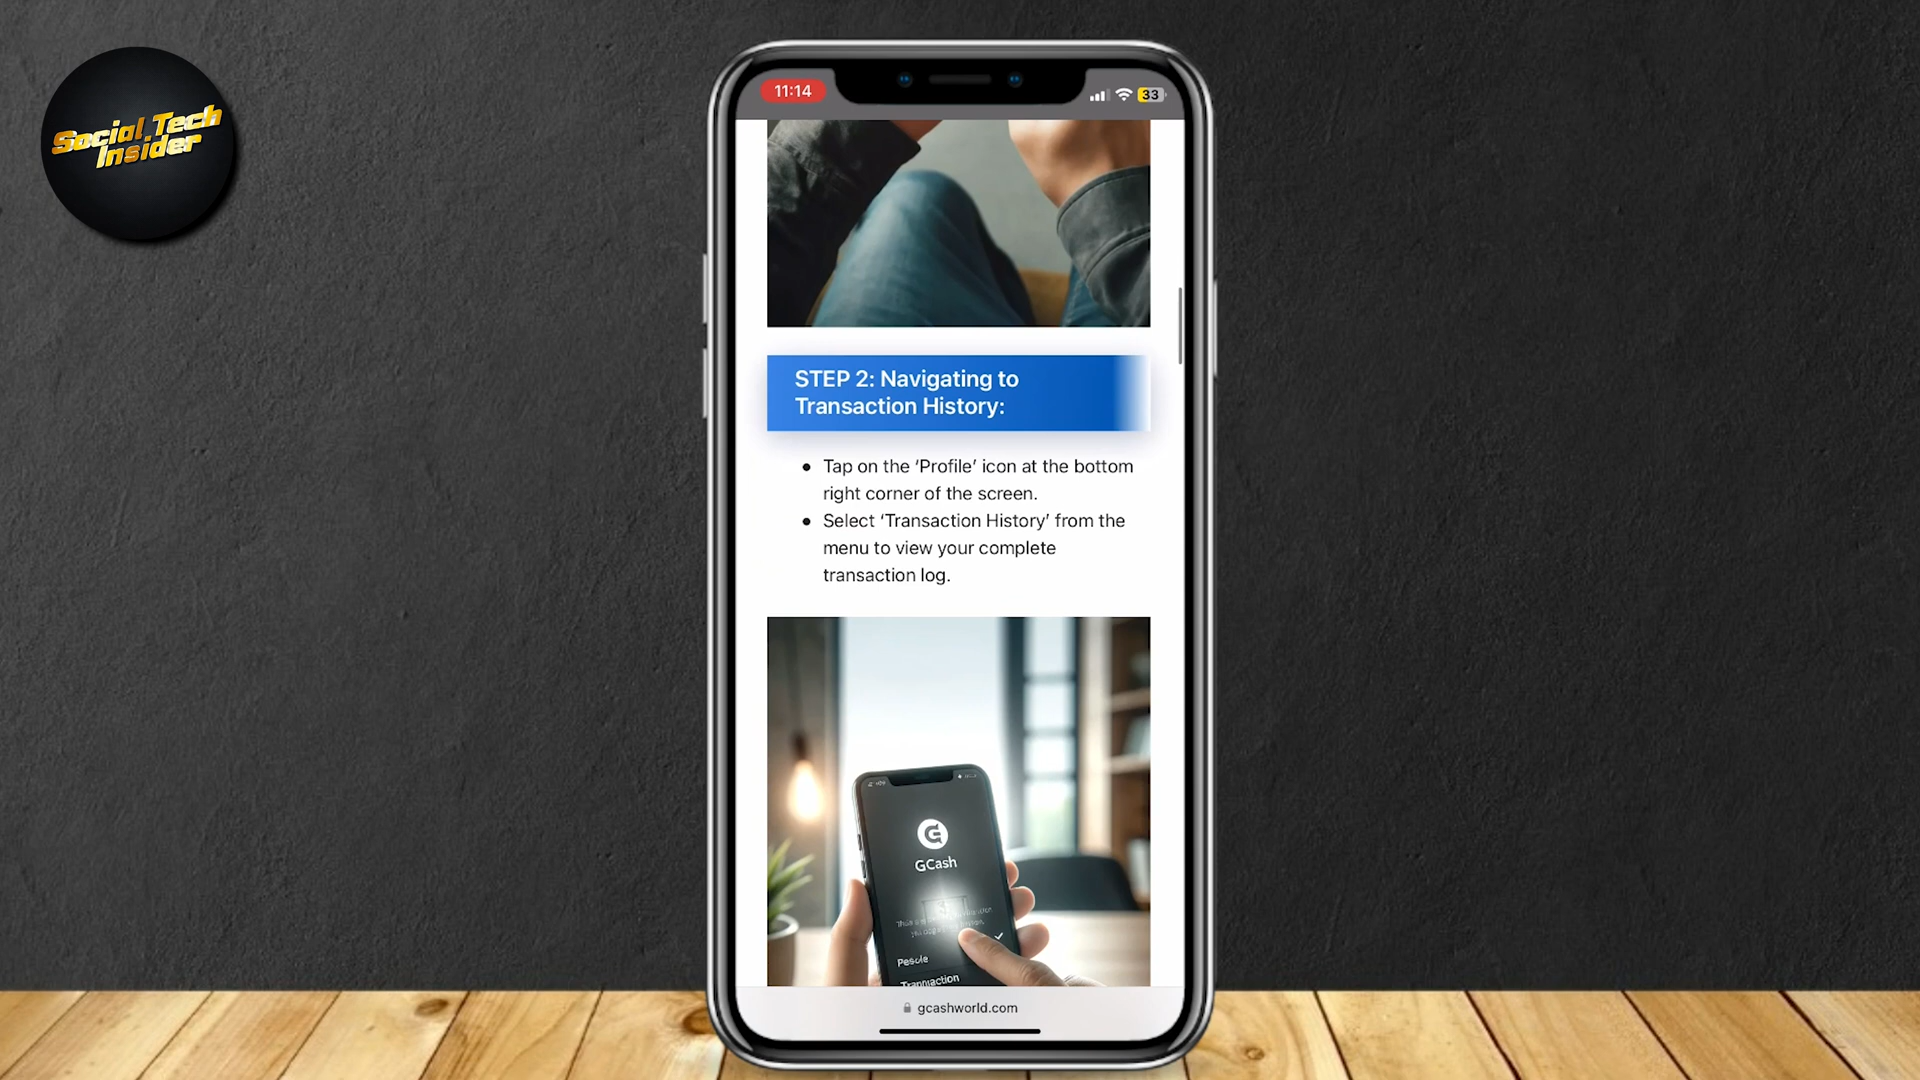 Social Tech
Insider
11:14
33
STEP 2: Navigating to
Transaction History:
• Tap on the ‘Profile’ icon at the bottom
right corner of the screen.
• Select ‘Transaction History’ from the
menu to view your complete
transaction log.
GCash
gcashworld.com